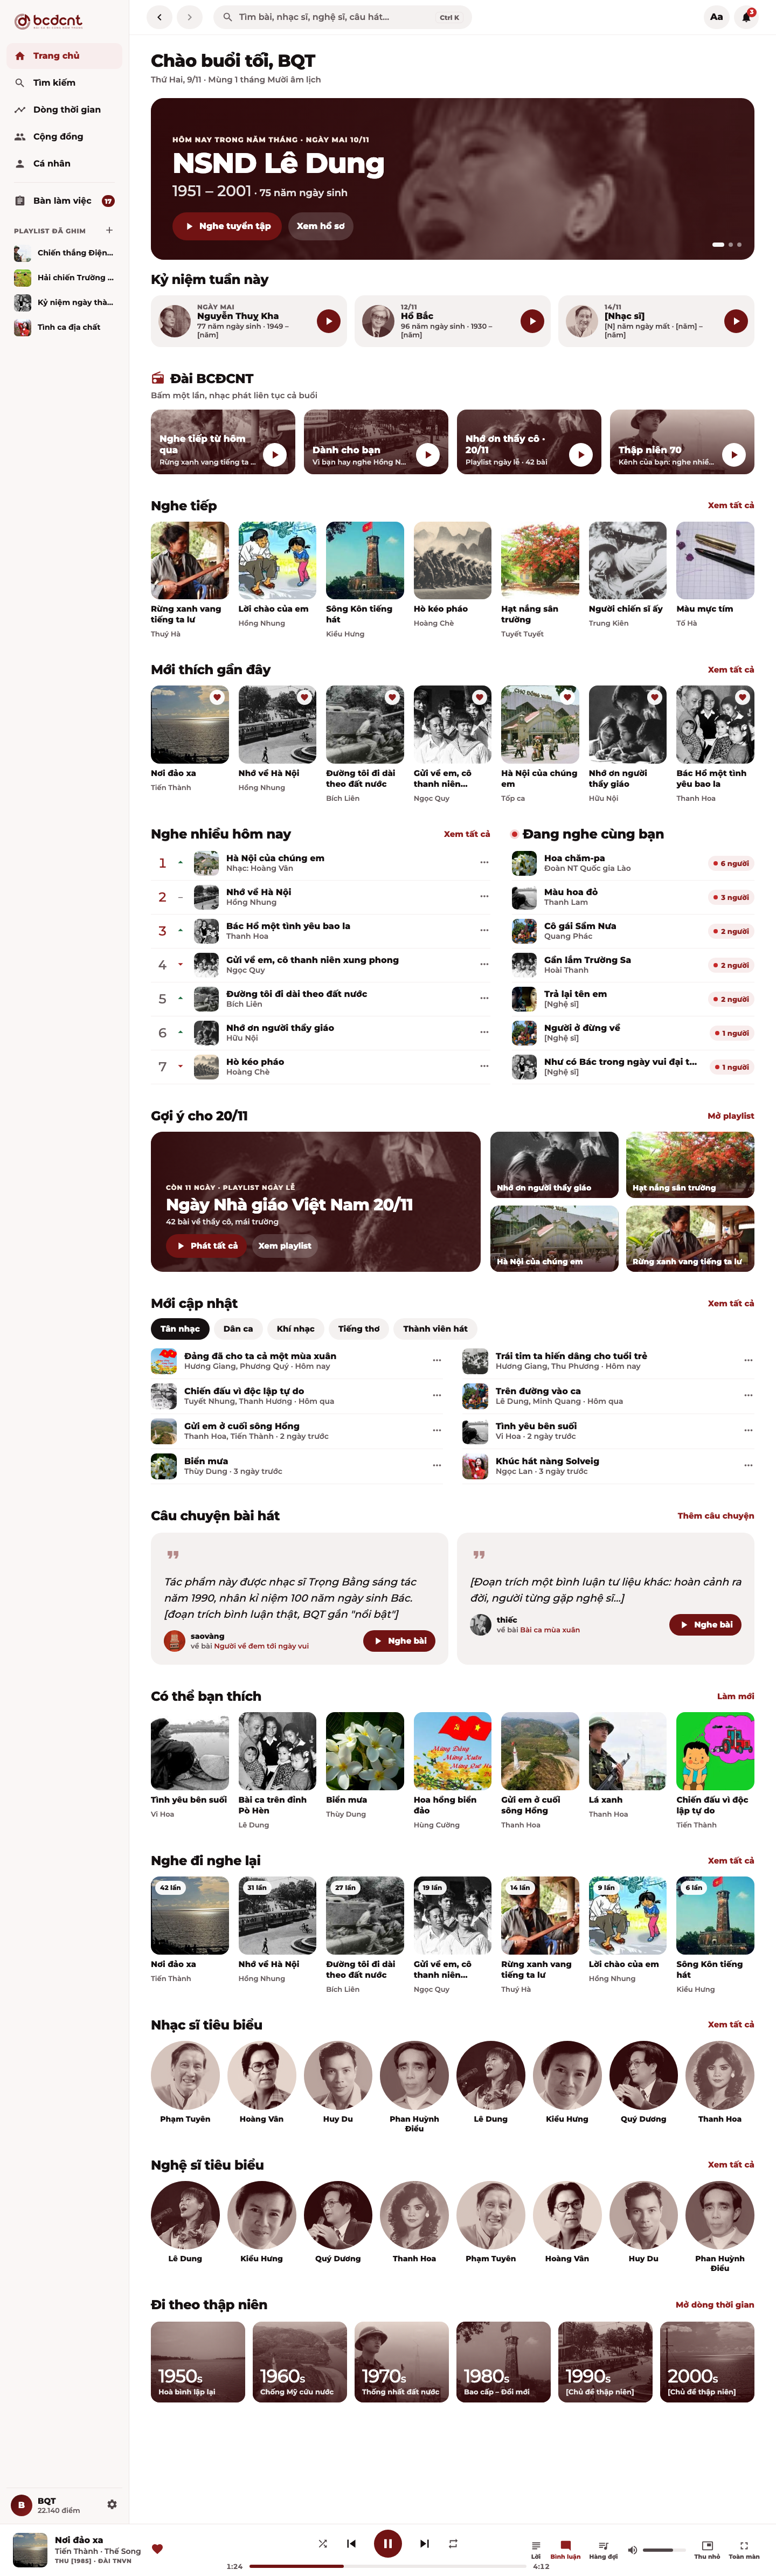 bcdcnt.
Trang chủ
Tìm kiếm
Dòng thời gian
Cộng đồng
Cá nhân
Bàn làm việc 17
PLAYLIST ĐÃ GHIM
Chiến thắng Điện...
Hải chiến Trường ...
Kỷ niệm ngày thà...
Tình ca địa chất
Tìm bài, nhạc sĩ, nghệ sĩ, câu hát... Ctrl K
Aa 3
Chào buổi tối, BQT
Thứ Hai, 9/11 · Mùng 1 tháng Mười âm lịch
HÔM NAY TRONG NĂM THÁNG · NGÀY MAI 10/11
NSND Lê Dung
1951 – 2001 · 75 năm ngày sinh
Nghe tuyển tập Xem hồ sơ
Kỷ niệm tuần này
NGÀY MAI
Nguyễn Thụy Kha
77 năm ngày sinh · 1949 –
[năm]
12/11
Hồ Bắc
96 năm ngày sinh · 1930 –
[năm]
14/11
[Nhạc sĩ]
[N] năm ngày mất · [năm] –
[năm]
Đài BCĐCNT
Bấm một lần, nhạc phát liên tục cả buổi
Nghe tiếp từ hôm
qua
Rừng xanh vang tiếng ta ...
Dành cho bạn
Vì bạn hay nghe Hồng N...
Nhớ ơn thầy cô ·
20/11
Playlist ngày lễ · 42 bài
Thập niên 70
Kênh của bạn: nghe nhiề...
Nghe tiếp Xem tất cả
Rừng xanh vang
tiếng ta lư
Thuý Hà
Lời chào của em
Hồng Nhung
Sông Kôn tiếng
hát
Kiều Hưng
Hò kéo pháo
Hoàng Chè
Hạt nắng sân
trường
Tuyết Tuyết
Người chiến sĩ ấy
Trung Kiên
Màu mực tím
Tố Hà
Mới thích gần đây Xem tất cả
Nơi đảo xa
Tiến Thành
Nhớ về Hà Nội
Hồng Nhung
Đường tôi đi dài
theo đất nước
Bích Liên
Gửi về em, cô
thanh niên...
Ngọc Quy
CHỢ ĐỒNG XUÂN
Hà Nội của chúng
em
Tốp ca
Nhớ ơn người
thầy giáo
Hữu Nội
Bác Hồ một tình
yêu bao la
Thanh Hoa
Nghe nhiều hôm nay Xem tất cả
1 Hà Nội của chúng em
Nhạc: Hoàng Vân
2 Nhớ về Hà Nội
Hồng Nhung
3 Bác Hồ một tình yêu bao la
Thanh Hoa
4 Gửi về em, cô thanh niên xung phong
Ngọc Quy
5 Đường tôi đi dài theo đất nước
Bích Liên
6 Nhớ ơn người thầy giáo
Hữu Nội
7 Hò kéo pháo
Hoàng Chè
Đang nghe cùng bạn
Hoa chăm-pa 6 người
Đoàn NT Quốc gia Lào
Màu hoa đỏ 3 người
Thanh Lam
Cô gái Sầm Nưa 2 người
Quang Phác
Gần lắm Trường Sa 2 người
Hoài Thanh
Trả lại tên em 2 người
[Nghệ sĩ]
Người ở đừng về 1 người
[Nghệ sĩ]
Như có Bác trong ngày vui đại t... 1 người
[Nghệ sĩ]
Gợi ý cho 20/11 Mở playlist
CÒN 11 NGÀY · PLAYLIST NGÀY LỄ
Ngày Nhà giáo Việt Nam 20/11
42 bài về thầy cô, mái trường
Phát tất cả Xem playlist
Nhớ ơn người thầy giáo
Hạt nắng sân trường
Hà Nội của chúng em
Rừng xanh vang tiếng ta lư
Mới cập nhật Xem tất cả
Tân nhạc Dân ca Khí nhạc Tiếng thơ Thành viên hát
Đảng đã cho ta cả một mùa xuân
Hương Giang, Phương Quý · Hôm nay
Trái tim ta hiến dâng cho tuổi trẻ
Hương Giang, Thu Phương · Hôm nay
Chiến đấu vì độc lập tự do
Tuyết Nhung, Thanh Hương · Hôm qua
Trên đường vào ca
Lê Dung, Minh Quang · Hôm qua
Gửi em ở cuối sông Hồng
Thanh Hoa, Tiến Thành · 2 ngày trước
Tình yêu bên suối
Vi Hoa · 2 ngày trước
Biển mưa
Thùy Dung · 3 ngày trước
Khúc hát nàng Solveig
Ngọc Lan · 3 ngày trước
Câu chuyện bài hát Thêm câu chuyện
Tác phẩm này được nhạc sĩ Trọng Bằng sáng tác
năm 1990, nhân kỉ niệm 100 năm ngày sinh Bác.
[đoạn trích bình luận thật, BQT gắn "nổi bật"]
saovàng
về bài Người về đem tới ngày vui
Nghe bài
[Đoạn trích một bình luận tư liệu khác: hoàn cảnh ra
đời, người từng gặp nghệ sĩ...]
thiếc
về bài Bài ca mùa xuân
Nghe bài
Có thể bạn thích Làm mới
Tình yêu bên suối
Vi Hoa
Bài ca trên đỉnh
Pò Hèn
Lê Dung
Biển mưa
Thùy Dung
Mừng Đảng
Mừng Xuân
Hoa hồng biển
đảo
Hùng Cường
Gửi em ở cuối
sông Hồng
Thanh Hoa
Lá xanh
Thanh Hoa
Chiến đấu vì độc
lập tự do
Tiến Thành
Nghe đi nghe lại Xem tất cả
42 lần
Nơi đảo xa
Tiến Thành
31 lần
Nhớ về Hà Nội
Hồng Nhung
27 lần
Đường tôi đi dài
theo đất nước
Bích Liên
19 lần
Gửi về em, cô
thanh niên...
Ngọc Quy
14 lần
Rừng xanh vang
tiếng ta lư
Thuý Hà
9 lần
Lời chào của em
Hồng Nhung
6 lần
Sông Kôn tiếng
hát
Kiều Hưng
Nhạc sĩ tiêu biểu Xem tất cả
Phạm Tuyên
Hoàng Vân
Huy Du
Phan Huỳnh
Điểu
Lê Dung
Kiều Hưng
Quý Dương
Thanh Hoa
Nghệ sĩ tiêu biểu Xem tất cả
Lê Dung
Kiều Hưng
Quý Dương
Thanh Hoa
Phạm Tuyên
Hoàng Vân
Huy Du
Phan Huỳnh
Điểu
Đi theo thập niên Mở dòng thời gian
1950s
Hoà bình lập lại
1960s
Chống Mỹ cứu nước
1970s
Thống nhất đất nước
1980s
Bao cấp – Đổi mới
1990s
[Chủ đề thập niên]
2000s
[Chủ đề thập niên]
B BQT
22.140 điểm
Nơi đảo xa
Tiến Thành · Thế Song
THU [1985] · ĐÀI TNVN
1:24 4:12
Lời Bình luận Hàng đợi Thu nhỏ Toàn màn